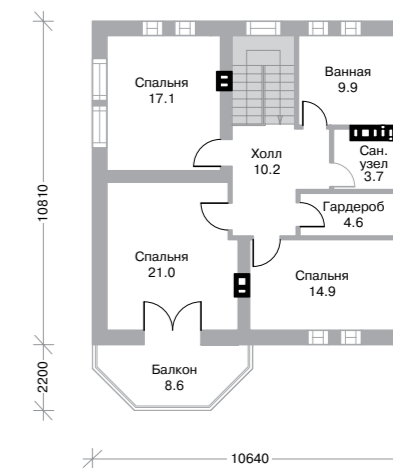 Спальня
17.1
Ванная
9.9
Холл
10.2
Сан.
узел
3.7
Гардероб
4.6
Спальня
21.0
Спальня
14.9
Балкон
8.6
10810
2200
10640